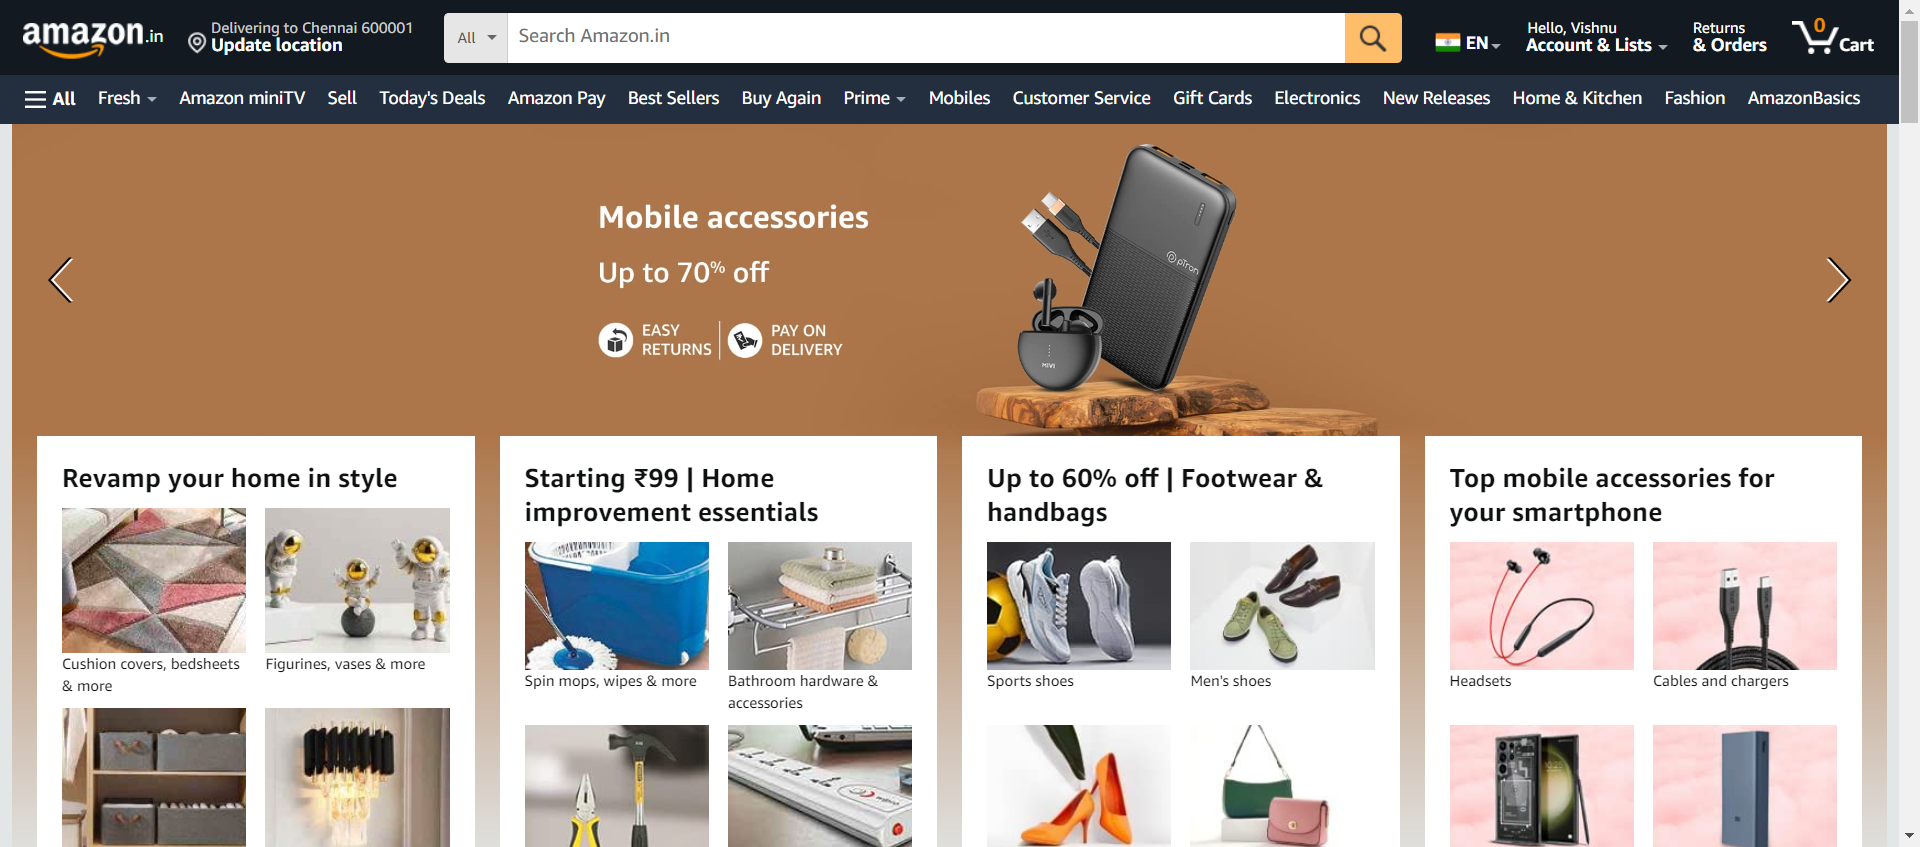 amazon.in
Delivering to Chennai 600001
Update location
All
Search Amazon.in
EN
Hello, Vishnu
Account & Lists
Returns
& Orders
0
Cart
All
Fresh
Amazon miniTV
Sell
Today's Deals
Amazon Pay
Best Sellers
Buy Again
Prime
Mobiles
Customer Service
Gift Cards
Electronics
New Releases
Home & Kitchen
Fashion
AmazonBasics
Mobile accessories
Up to 70% off
EASY
RETURNS
PAY ON
DELIVERY
pTron
MIVI
Revamp your home in style
Cushion covers, bedsheets
& more
Figurines, vases & more
Starting ₹99 | Home
improvement essentials
Spin mops, wipes & more
Bathroom hardware &
accessories
Up to 60% off | Footwear &
handbags
Sports shoes
Men's shoes
Top mobile accessories for
your smartphone
Headsets
Cables and chargers